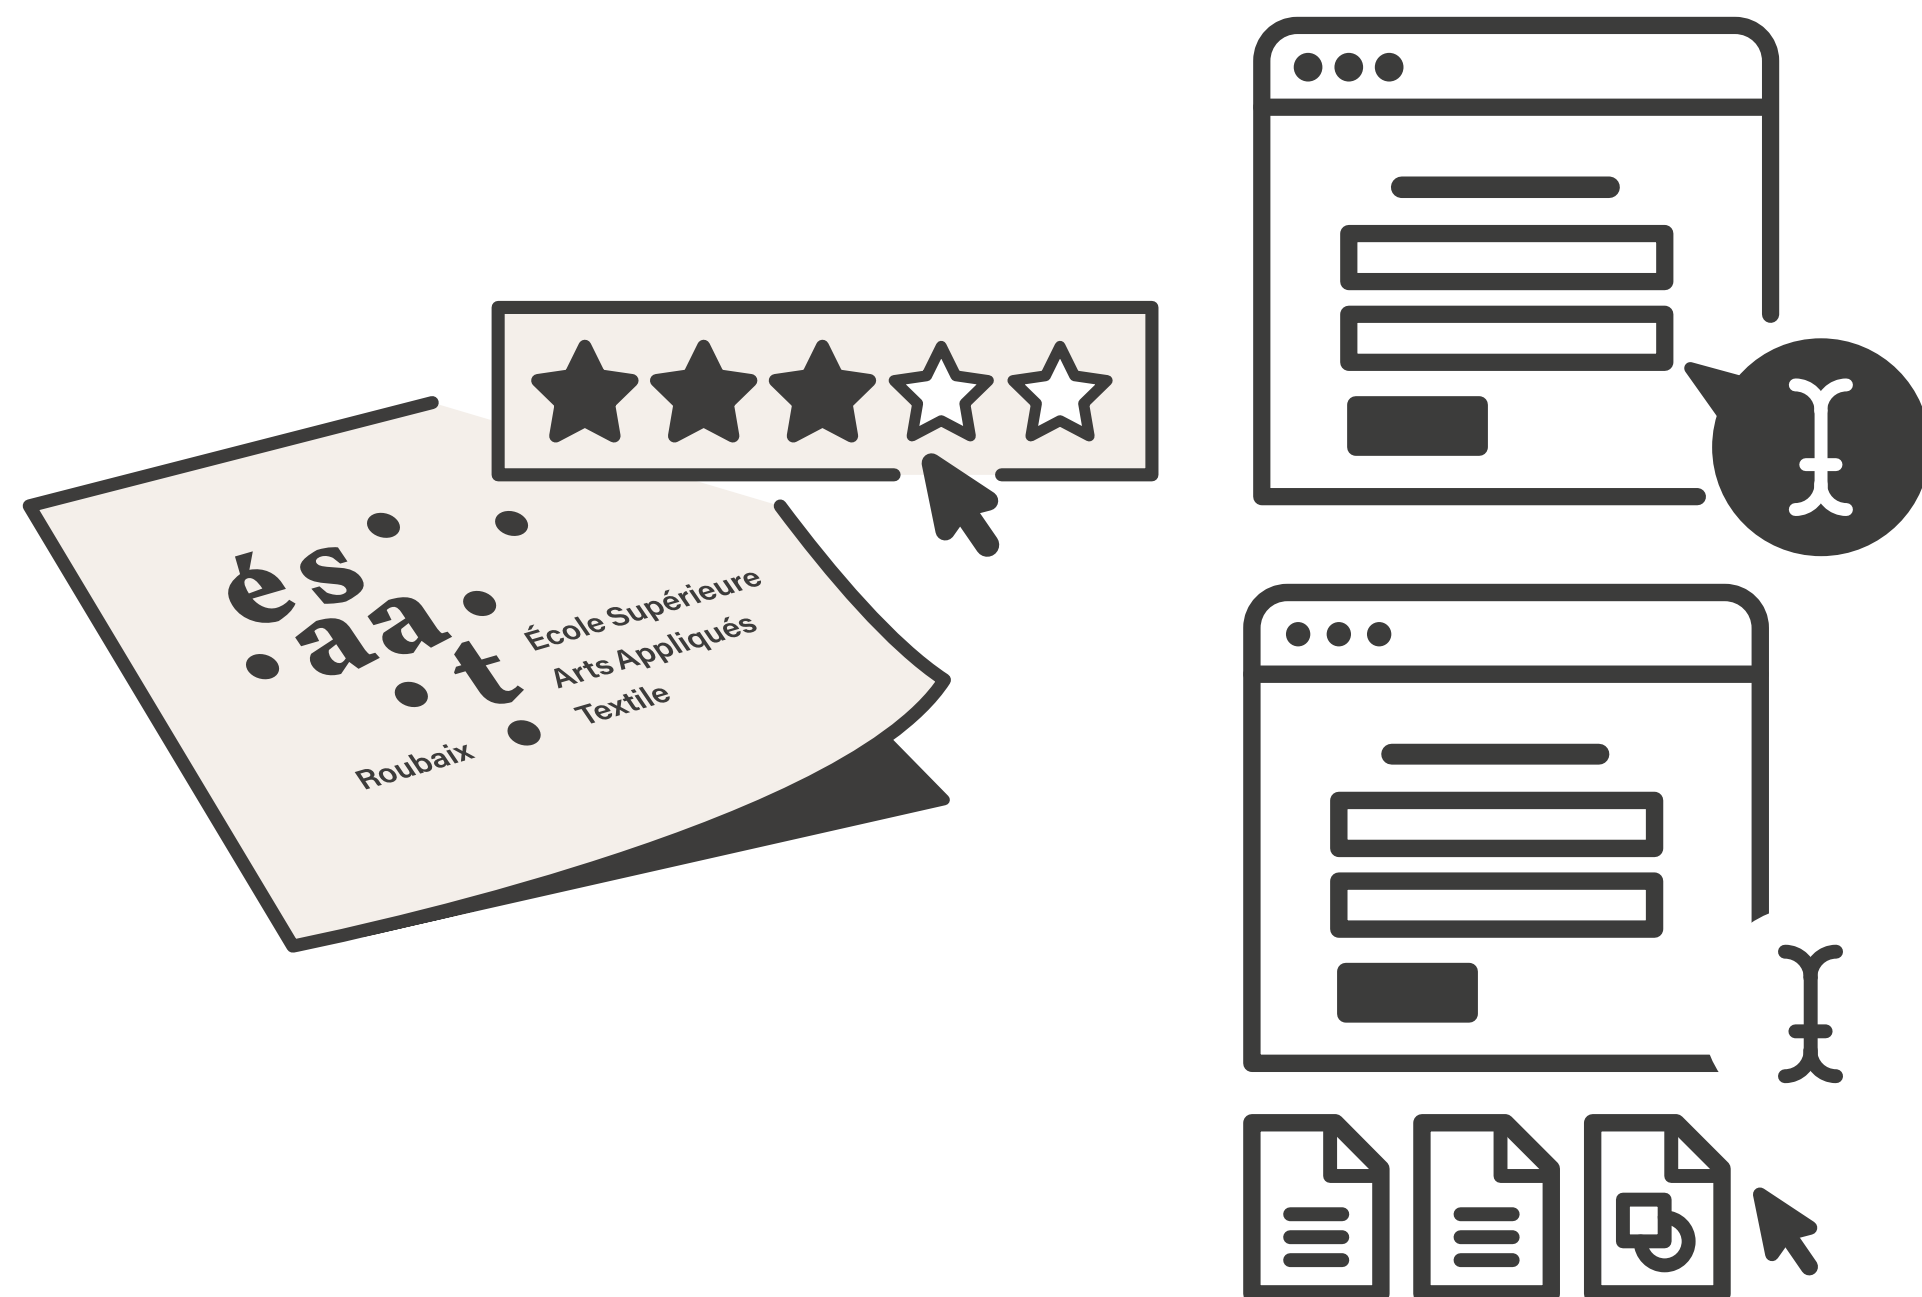 és
aa
t
École Supérieure
Arts Appliqués
Textile
Roubaix